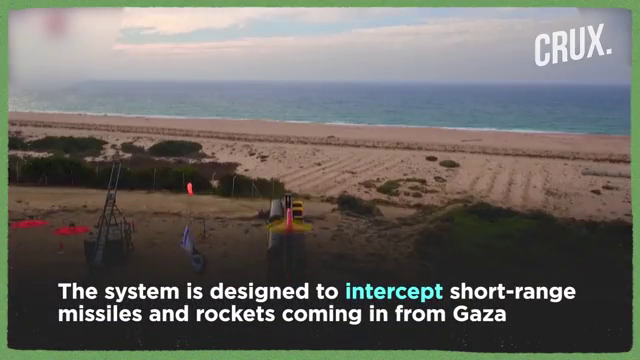 CRUX.
The system is designed to intercept short-range
missiles and rockets coming in from Gaza